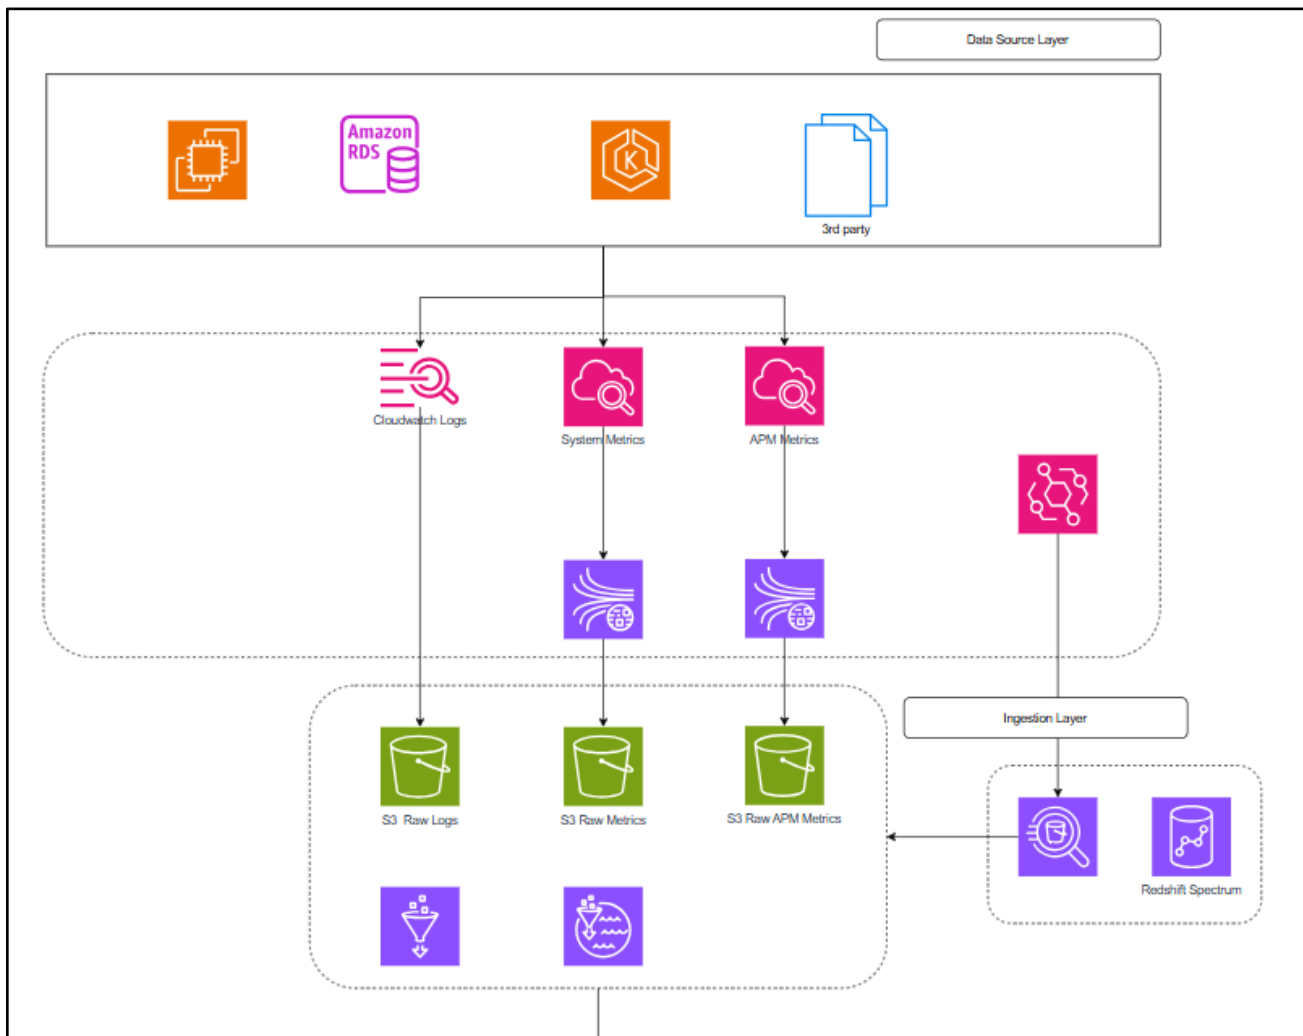 Data Source Layer
Amazon
RDS
K
3rd party
Cloudwatch Logs
System Metrics
APM Metrics
Ingestion Layer
S3 Raw Logs
S3 Raw Metrics
S3 Raw APM Metrics
Redshift Spectrum